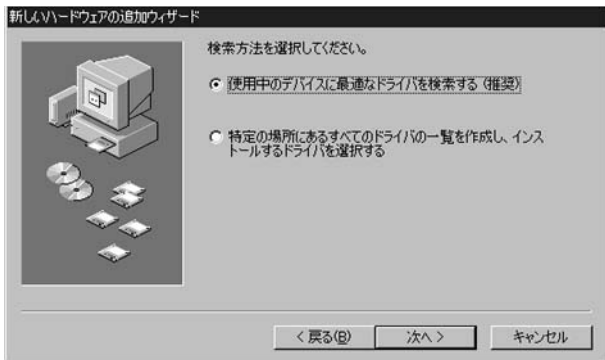 新しいハードウェアの追加ウィザード
検索方法を選択してください。
使用中のデバイスに最適なドライバを検索する (推奨)
特定の場所にあるすべてのドライバの一覧を作成し、インス
トールするドライバを選択する
< 戻る(B)
次へ >
キャンセル